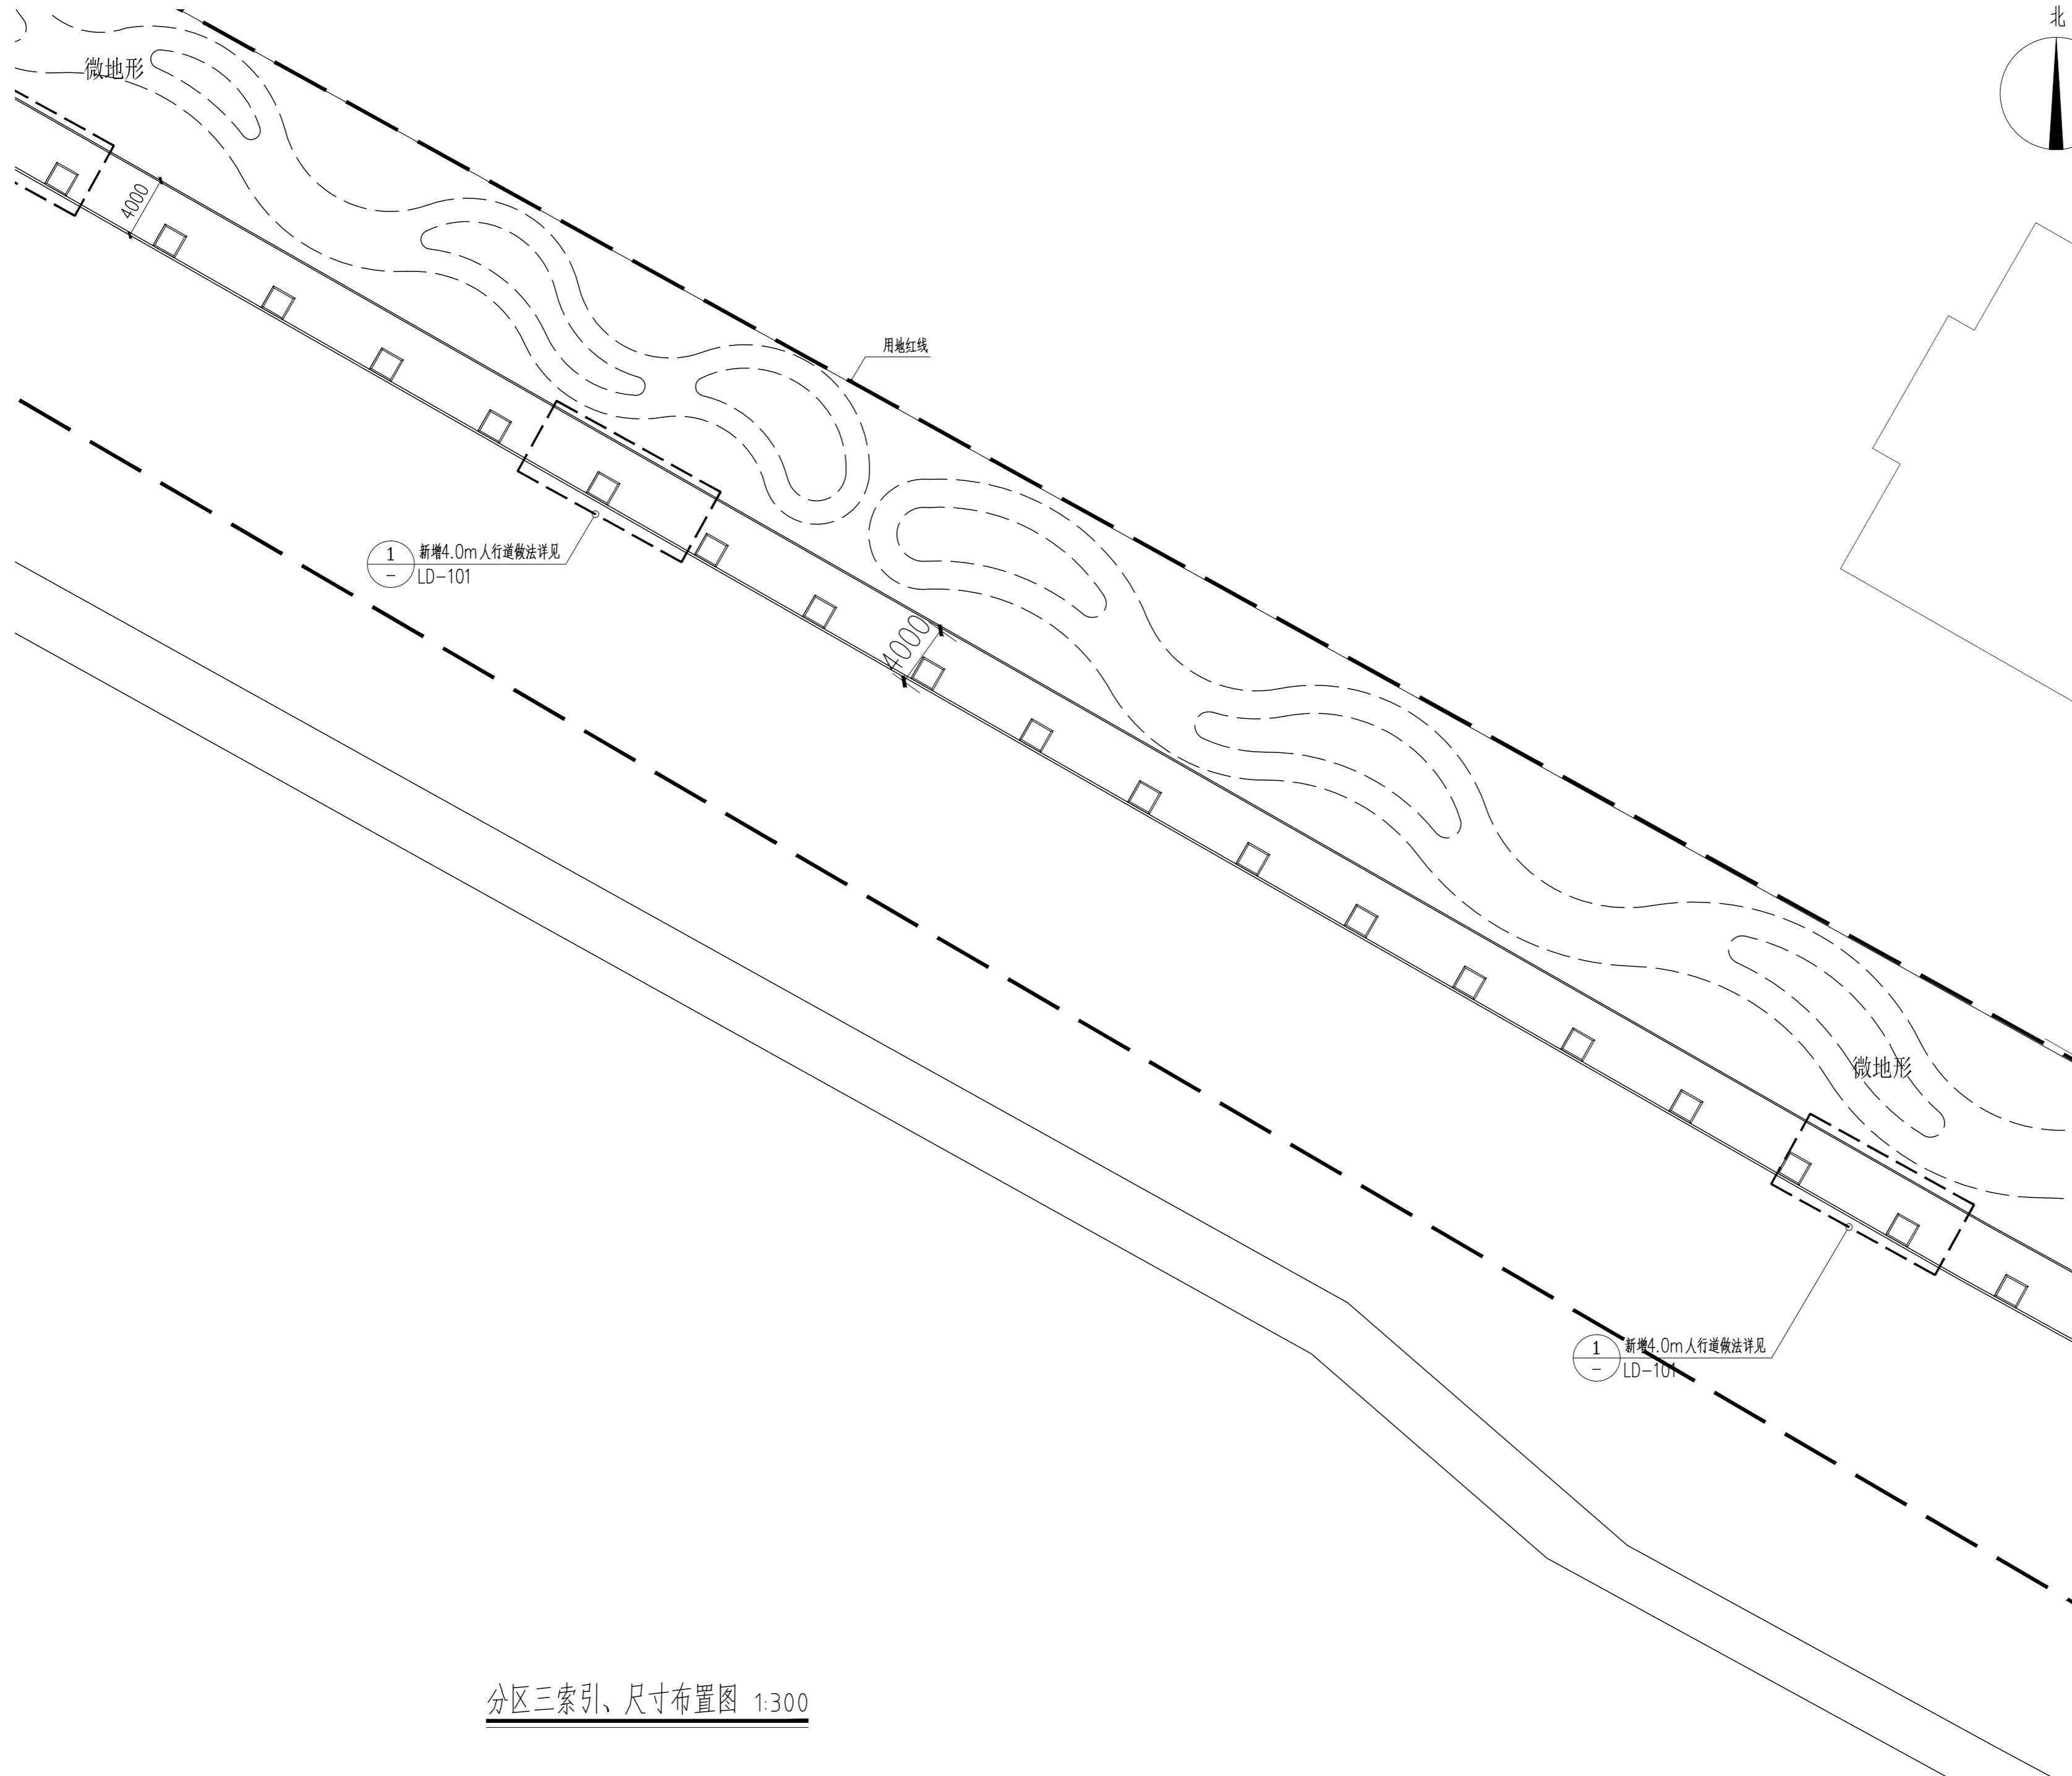 北
微地形
4000
用地红线
1
新增4.0m人行道做法详见
–
LD-101
4000
微地形
1
新增4.0m人行道做法详见
–
LD-101
分区三索引、尺寸布置图 1:300